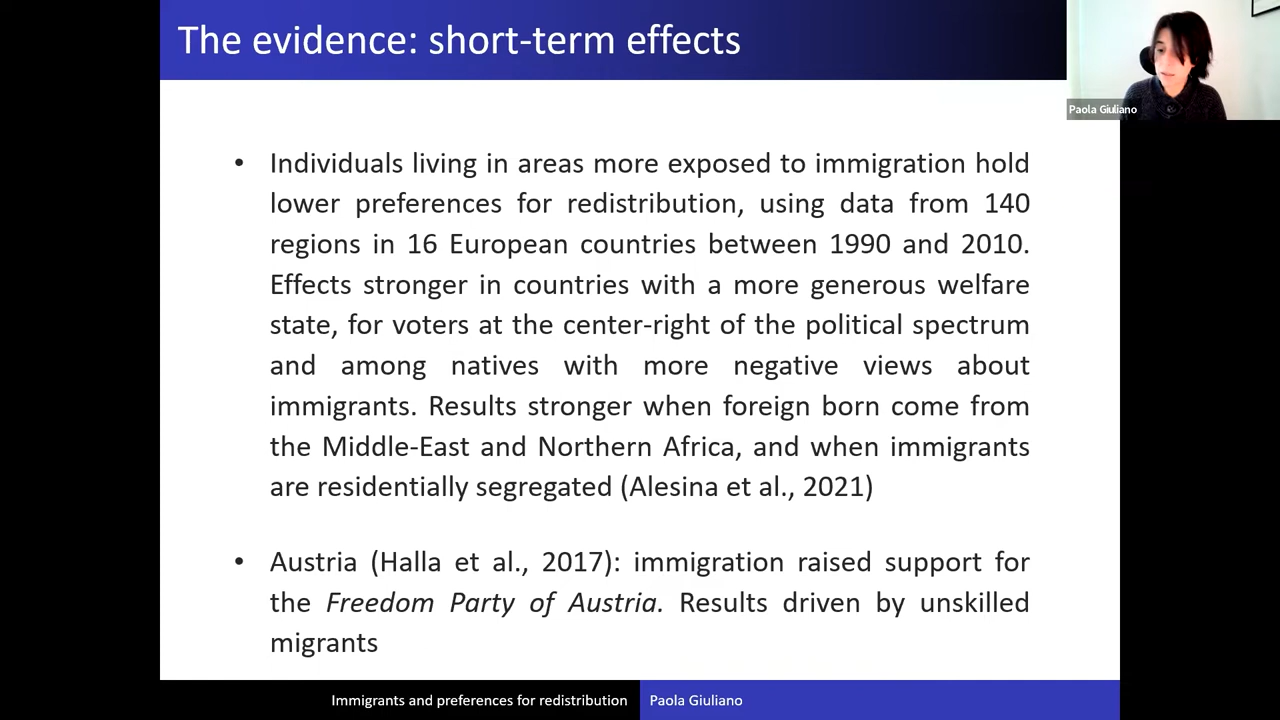 The evidence: short-term effects
Paola Giuliano
• Individuals living in areas more exposed to immigration hold
lower preferences for redistribution, using data from 140
regions in 16 European countries between 1990 and 2010.
Effects stronger in countries with a more generous welfare
state, for voters at the center-right of the political spectrum
and among natives with more negative views about
immigrants. Results stronger when foreign born come from
the Middle-East and Northern Africa, and when immigrants
are residentially segregated (Alesina et al., 2021)
• Austria (Halla et al., 2017): immigration raised support for
the Freedom Party of Austria. Results driven by unskilled
migrants
Immigrants and preferences for redistribution
Paola Giuliano